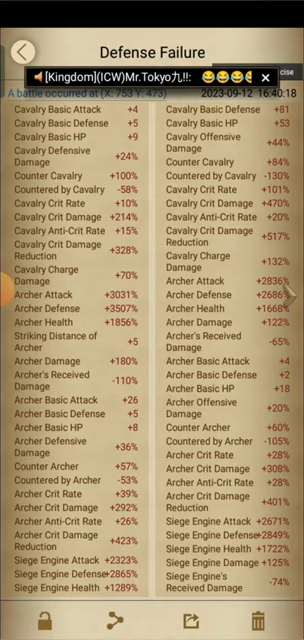 Defense Failure
cise
[Kingdom](ICW)Mr.Tokyo九!!:
A battle occurred at (X: 753 Y: 473) 2023-09-12 16:40:18
Cavalry Basic Attack +4
Cavalry Basic Defense +5
Cavalry Basic HP +9
Cavalry Defensive
Damage +24%
Counter Cavalry +100%
Countered by Cavalry -58%
Cavalry Crit Rate +10%
Cavalry Crit Damage +214%
Cavalry Anti-Crit Rate +15%
Cavalry Crit Damage
Reduction +328%
Cavalry Charge
Damage +70%
Archer Attack +3031%
Archer Defense +3507%
Archer Health +1856%
Striking Distance of
Archer +5
Archer Damage +180%
Archer's Received
Damage -110%
Archer Basic Attack +26
Archer Basic Defense +5
Archer Basic HP +8
Archer Defensive
Damage +36%
Counter Archer +57%
Countered by Archer -53%
Archer Crit Rate +39%
Archer Crit Damage +292%
Archer Anti-Crit Rate +26%
Archer Crit Damage
Reduction +423%
Siege Engine Attack +2323%
Siege Engine Defense+2865%
Siege Engine Health +1289%
Cavalry Basic Defense +81
Cavalry Basic HP +53
Cavalry Offensive
Damage +44%
Counter Cavalry +84%
Countered by Cavalry -130%
Cavalry Crit Rate +101%
Cavalry Crit Damage +470%
Cavalry Anti-Crit Rate +20%
Cavalry Crit Damage
Reduction +517%
Cavalry Charge
Damage +132%
Archer Attack +2836%
Archer Defense +2686%
Archer Health +1668%
Archer Damage +122%
Archer's Received
Damage -65%
Archer Basic Attack +4
Archer Basic Defense +2
Archer Basic HP +18
Archer Offensive
Damage +20%
Counter Archer +60%
Countered by Archer -105%
Archer Crit Rate +28%
Archer Crit Damage +308%
Archer Anti-Crit Rate +28%
Archer Crit Damage
Reduction +401%
Siege Engine Attack +2671%
Siege Engine Defense+2849%
Siege Engine Health +1722%
Siege Engine Damage +125%
Siege Engine's
Received Damage -74%